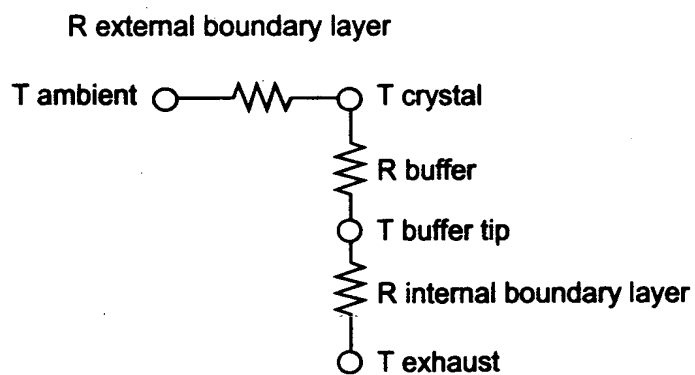 R external boundary layer
T ambient
T crystal
R buffer
T buffer tip
R internal boundary layer
T exhaust